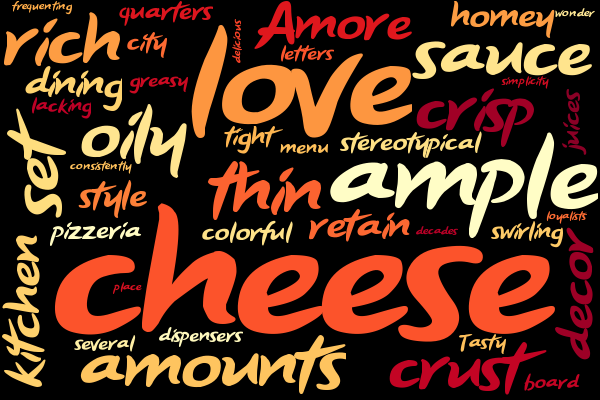 frequenting
quarters
Amore
homey
wonder
rich
city
delicious
letters
love
sauce
dining
greasy
simplicity
lacking
crisp
juices
oily
tight
menu
stereotypical
set
consistently
thin
ample
style
retain
loyalists
pizzeria
colorful
decades
swirling
kitchen
cheese
place
decor
several
dispensers
Tasty
amounts
crust
board